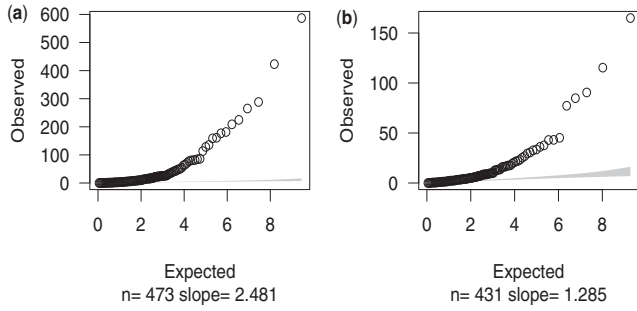 (a)
600
500
400
300
200
100
0
Observed
0 2 4 6 8
Expected
n= 473 slope= 2.481
(b)
150
100
50
0
Observed
0 2 4 6 8
Expected
n= 431 slope= 1.285